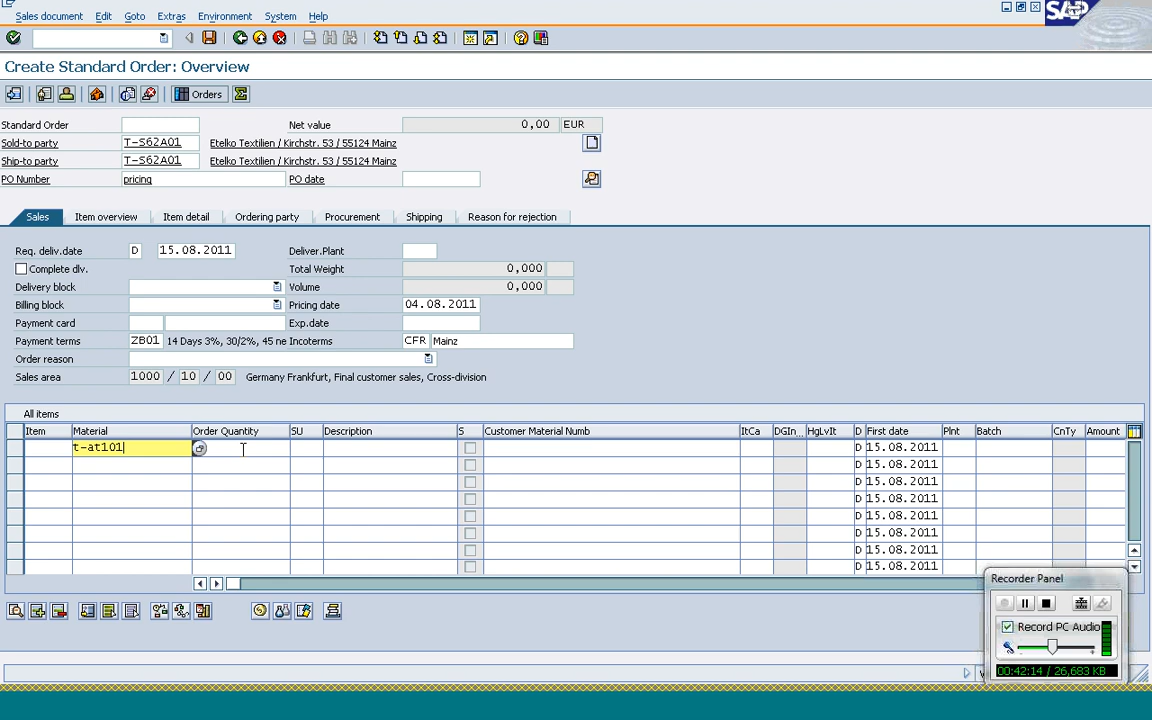 Sales document Edit Goto Extras Environment System Help
SAP
Create Standard Order: Overview
Orders
Standard Order Net value 0,00 EUR
Sold-to party T-S62A01 Etelko Textilien / Kirchstr. 53 / 55124 Mainz
Ship-to party T-S62A01 Etelko Textilien / Kirchstr. 53 / 55124 Mainz
PO Number pricing PO date
Sales Item overview Item detail Ordering party Procurement Shipping Reason for rejection
Req. deliv.date D 15.08.2011 Deliver.Plant
Complete dlv. Total Weight 0,000
Delivery block Volume 0,000
Billing block Pricing date 04.08.2011
Payment card Exp.date
Payment terms ZB01 14 Days 3%, 30/2%, 45 ne Incoterms CFR Mainz
Order reason
Sales area 1000 / 10 / 00 Germany Frankfurt, Final customer sales, Cross-division
All items
Item Material Order Quantity SU Description S Customer Material Numb ItCa DGIn... HgLvIt D First date Plnt Batch CnTy Amount
t-at101 D 15.08.2011
D 15.08.2011
D 15.08.2011
D 15.08.2011
D 15.08.2011
D 15.08.2011
D 15.08.2011
D 15.08.2011
Recorder Panel
Record PC Audio
00:42:14 / 26,683 KB